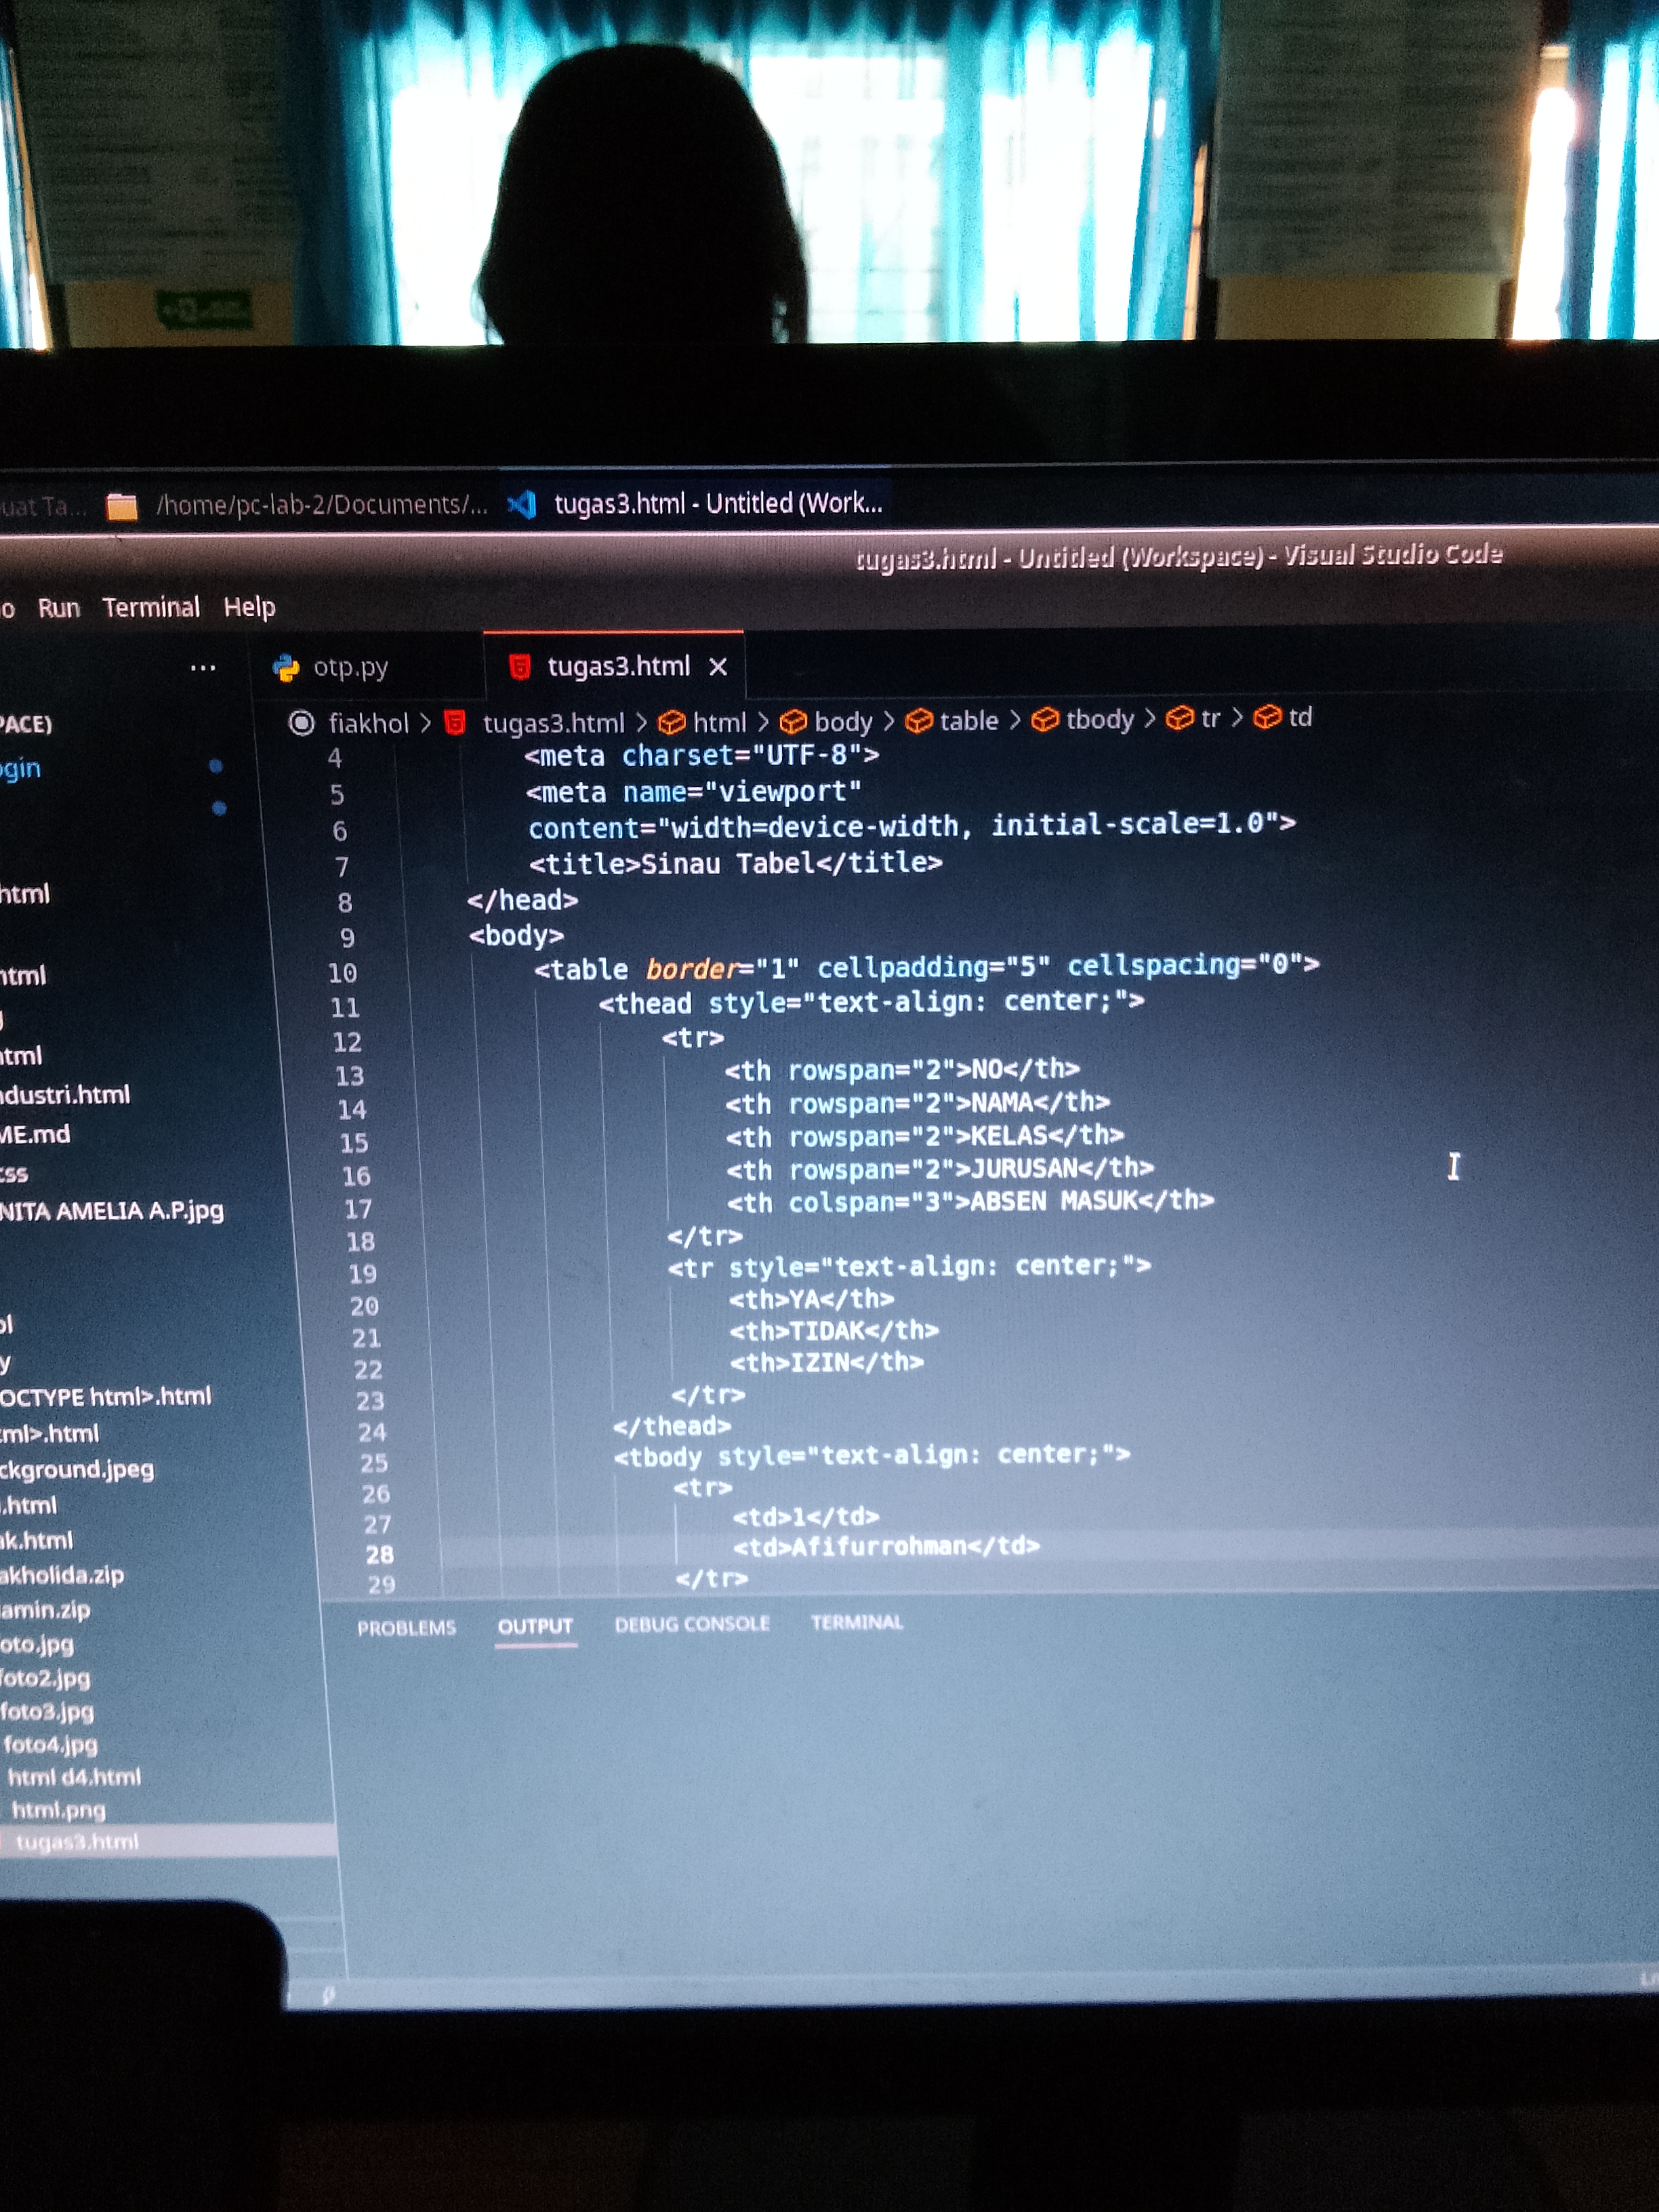 /home/pc-lab-2/Documents/... tugas3.html - Untitled (Work...
tugas3.html - Untitled (Workspace) - Visual Studio Code
Run Terminal Help
... otp.py tugas3.html
fiakhol > tugas3.html > html > body > table > tbody > tr > td
4 <meta charset="UTF-8">
5 <meta name="viewport"
6 content="width=device-width, initial-scale=1.0">
7 <title>Sinau Tabel</title>
8 </head>
9 <body>
10 <table border="1" cellpadding="5" cellspacing="0">
11 <thead style="text-align: center;">
12 <tr>
13 <th rowspan="2">NO</th>
14 <th rowspan="2">NAMA</th>
15 <th rowspan="2">KELAS</th>
16 <th rowspan="2">JURUSAN</th>
17 <th colspan="3">ABSEN MASUK</th>
18 </tr>
19 <tr style="text-align: center;">
20 <th>YA</th>
21 <th>TIDAK</th>
22 <th>IZIN</th>
23 </tr>
24 </thead>
25 <tbody style="text-align: center;">
26 <tr>
27 <td>1</td>
28 <td>Afifurrohman</td>
29 </tr>
PROBLEMS OUTPUT DEBUG CONSOLE TERMINAL
PACE)
ogin
html
html
html
ndustri.html
ME.md
css
NITA AMELIA A.P.jpg
ol
y
OCTYPE html>.html
ml>.html
ckground.jpeg
.html
ak.html
akholida.zip
amin.zip
oto.jpg
foto2.jpg
foto3.jpg
foto4.jpg
html d4.html
html.png
tugas3.html